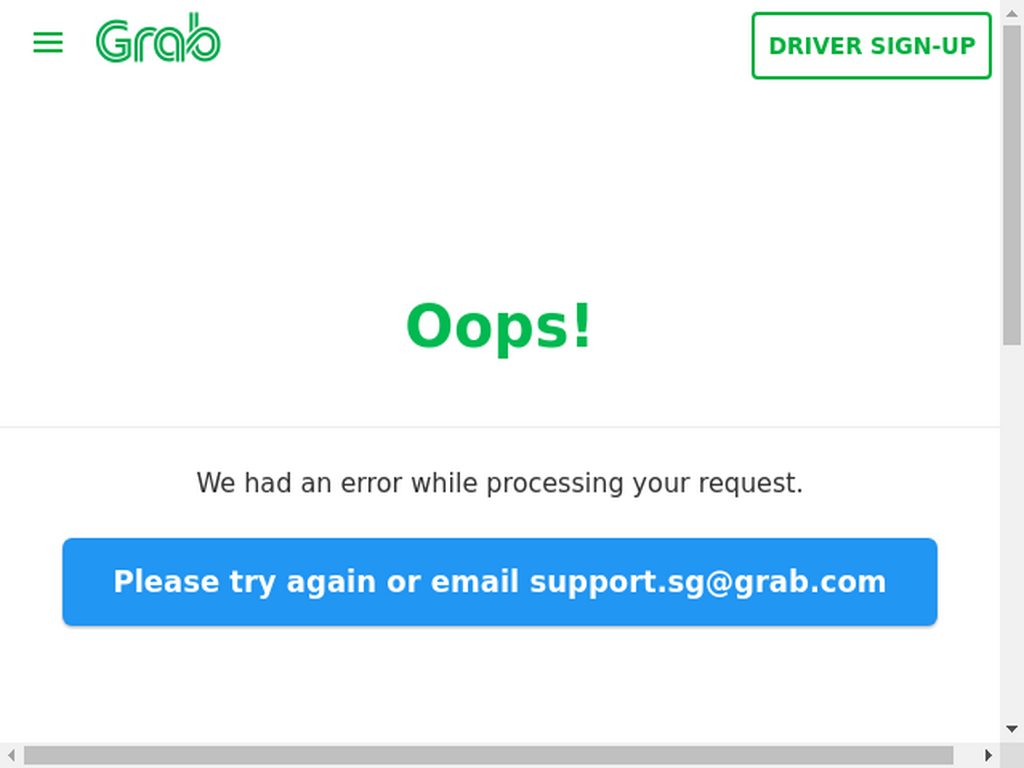 Grab
DRIVER SIGN-UP
Oops!
We had an error while processing your request.
Please try again or email support.sg@grab.com